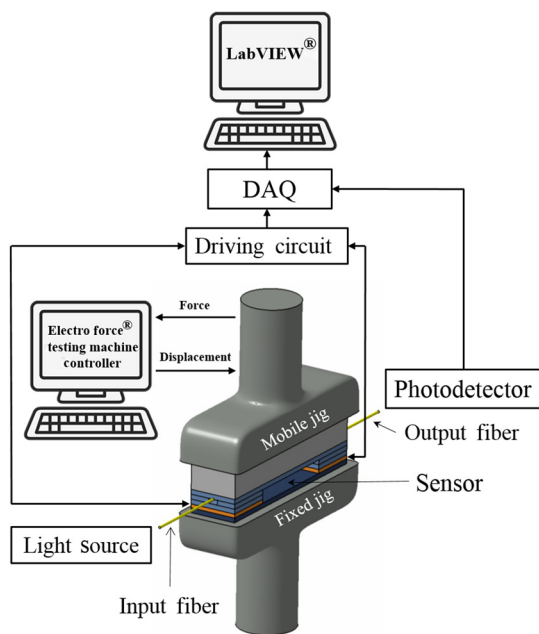 LabVIEW®
DAQ
Driving circuit
Force
Electro force®
testing machine
controller
Displacement
Photodetector
Mobile jig
Output fiber
Sensor
Fixed jig
Light source
Input fiber